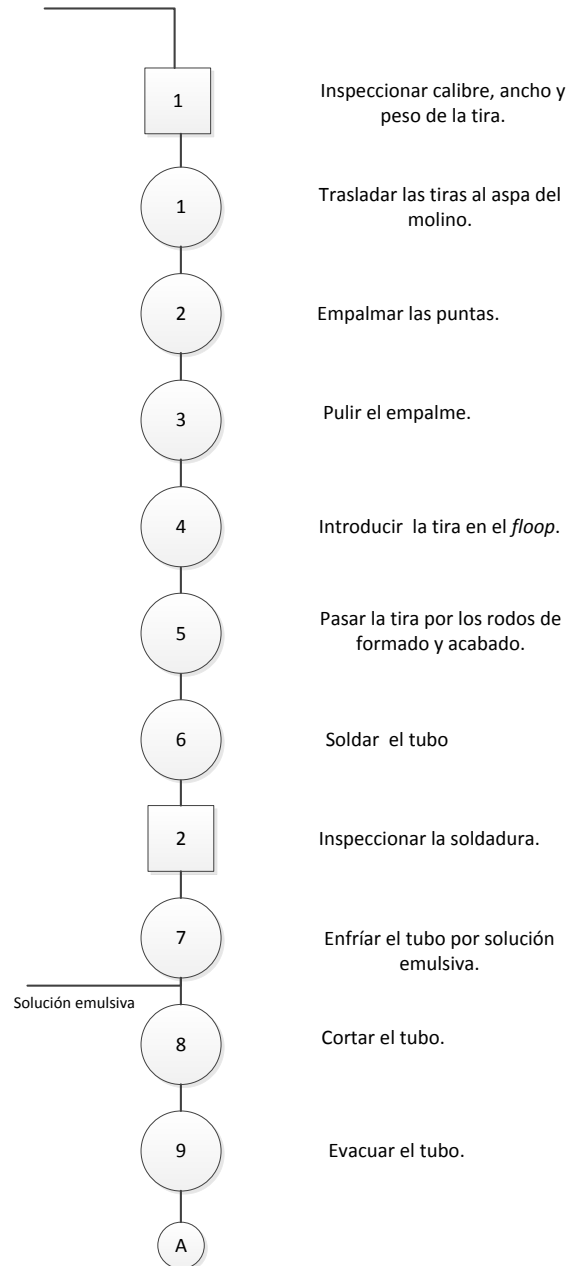 1
Inspeccionar calibre, ancho y
peso de la tira.
1
Trasladar las tiras al aspa del
molino.
2
Empalmar las puntas.
3
Pulir el empalme.
4
Introducir la tira en el floop.
5
Pasar la tira por los rodos de
formado y acabado.
6
Soldar el tubo
2
Inspeccionar la soldadura.
7
Enfríar el tubo por solución
emulsiva.
Solución emulsiva
8
Cortar el tubo.
9
Evacuar el tubo.
A